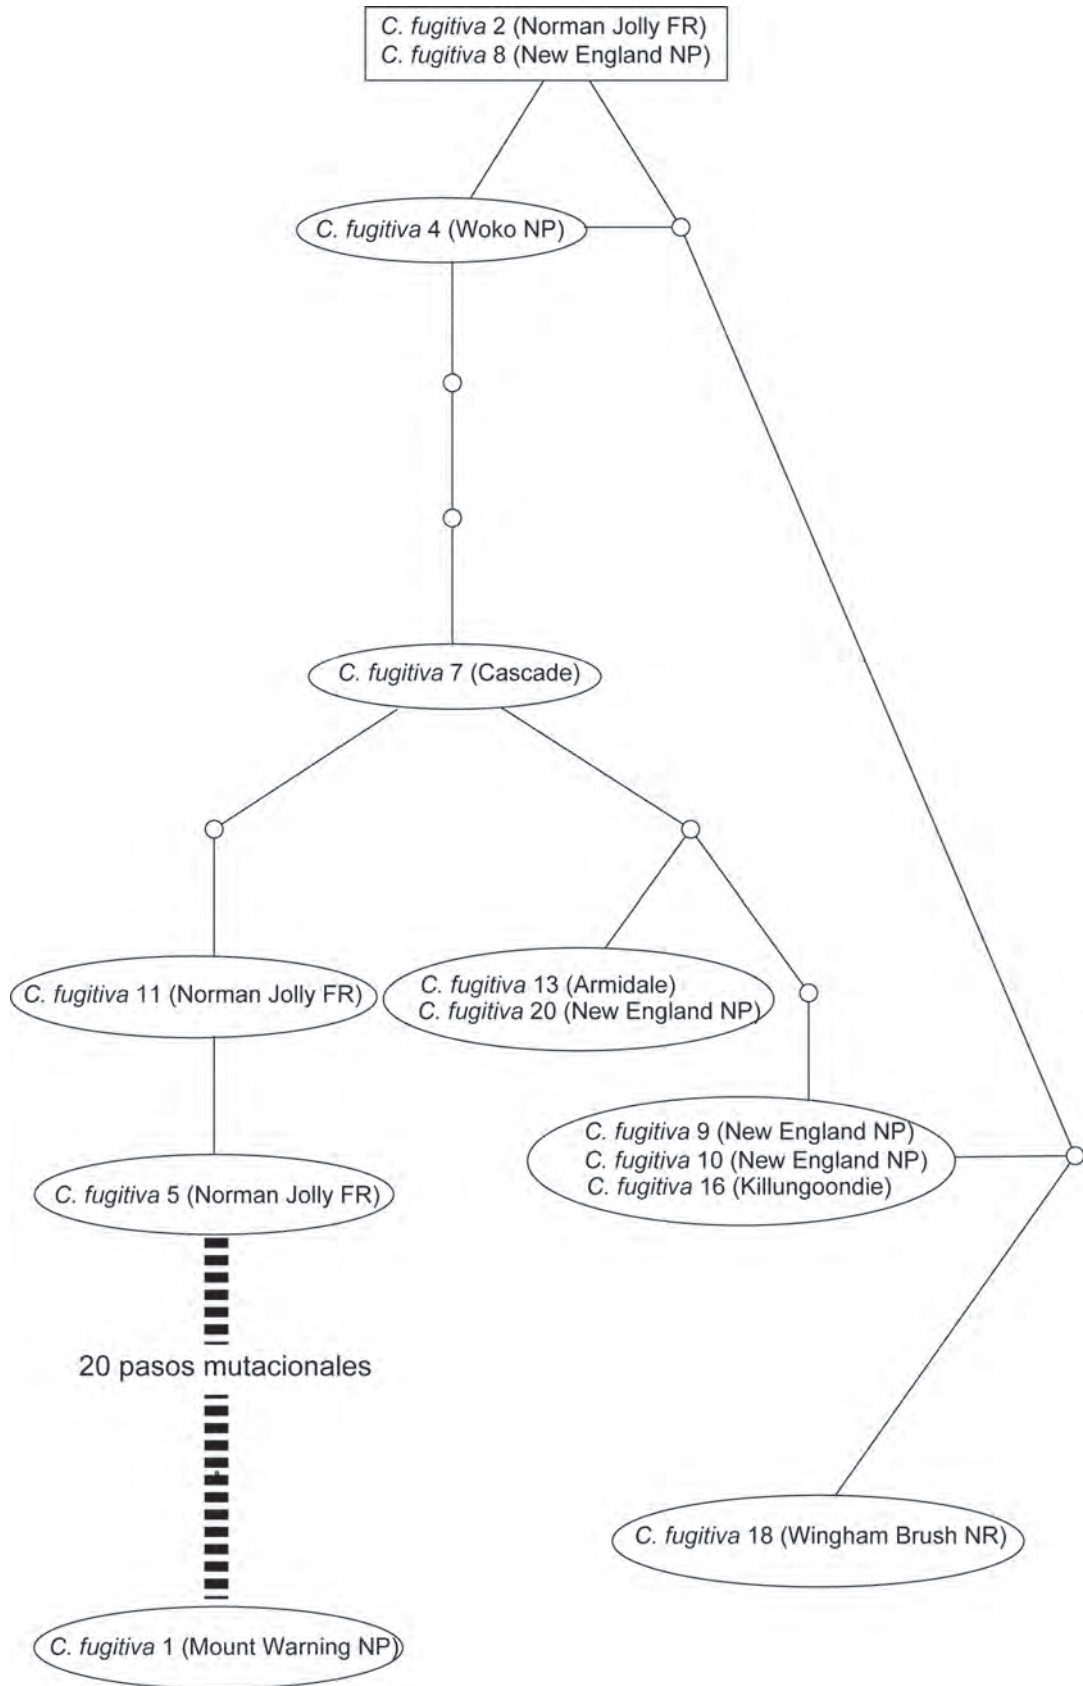 C. fugitiva 2 (Norman Jolly FR)
C. fugitiva 8 (New England NP)
C. fugitiva 4 (Woko NP)
C. fugitiva 7 (Cascade)
C. fugitiva 11 (Norman Jolly FR)
C. fugitiva 13 (Armidale)
C. fugitiva 20 (New England NP)
C. fugitiva 9 (New England NP)
C. fugitiva 10 (New England NP)
C. fugitiva 16 (Killungoondie)
C. fugitiva 5 (Norman Jolly FR)
20 pasos mutacionales
C. fugitiva 18 (Wingham Brush NR)
C. fugitiva 1 (Mount Warning NP)